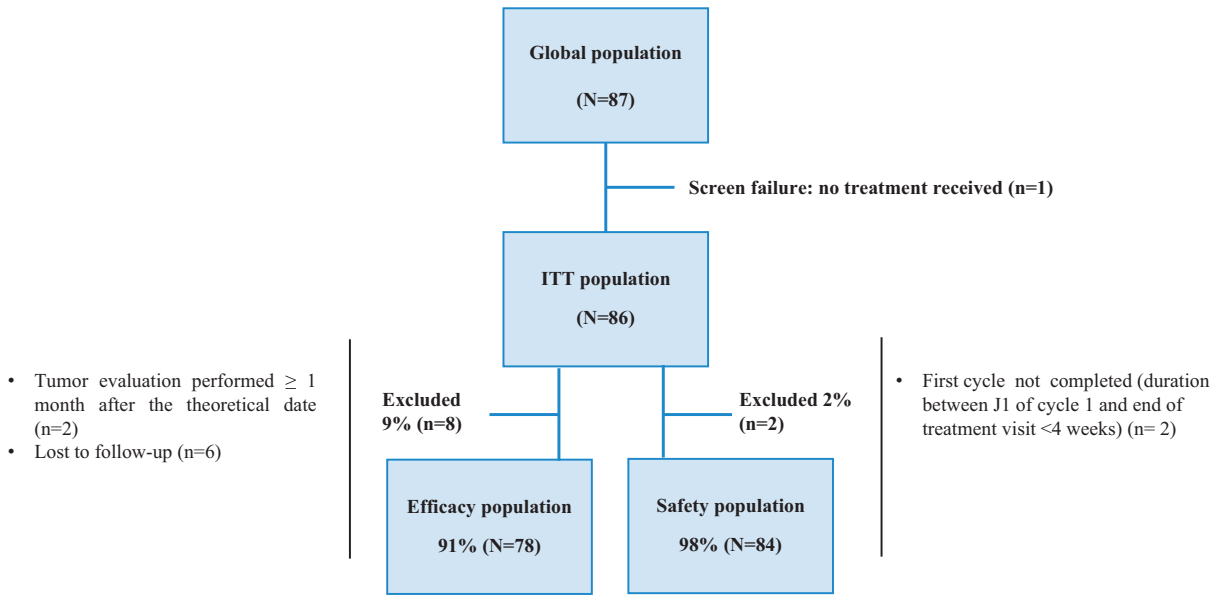 Global population
(N=87)
Screen failure: no treatment received (n=1)
ITT population
(N=86)
• Tumor evaluation performed ≥ 1
month after the theoretical date
(n=2)
• Lost to follow-up (n=6)
Excluded
9% (n=8)
Excluded 2%
(n=2)
• First cycle not completed (duration
between J1 of cycle 1 and end of
treatment visit <4 weeks) (n= 2)
Efficacy population
91% (N=78)
Safety population
98% (N=84)